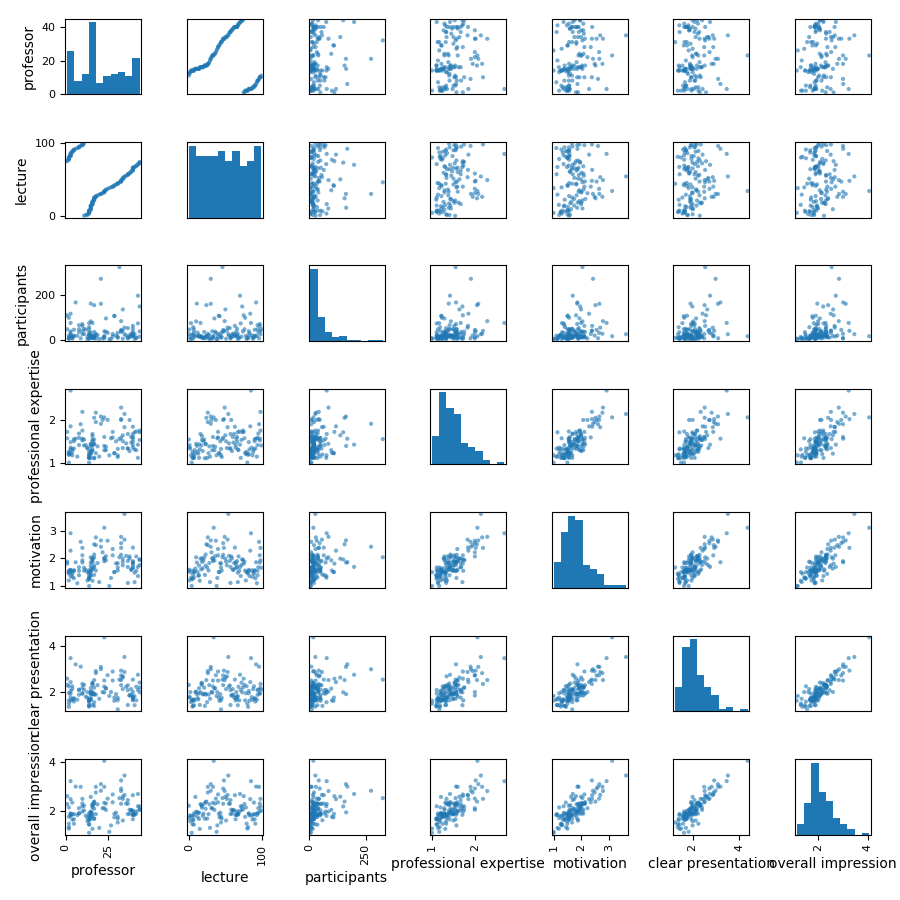 professor
40
20
0
lecture
100
0
participants
200
0
professional expertise
2
1
motivation
3
2
1
clear presentation
4
2
overall impression
4
2
0
25
professor
0
100
lecture
0
250
participants
1
2
professional expertise
1
2
3
motivation
2
4
clear presentation
2
4
overall impression